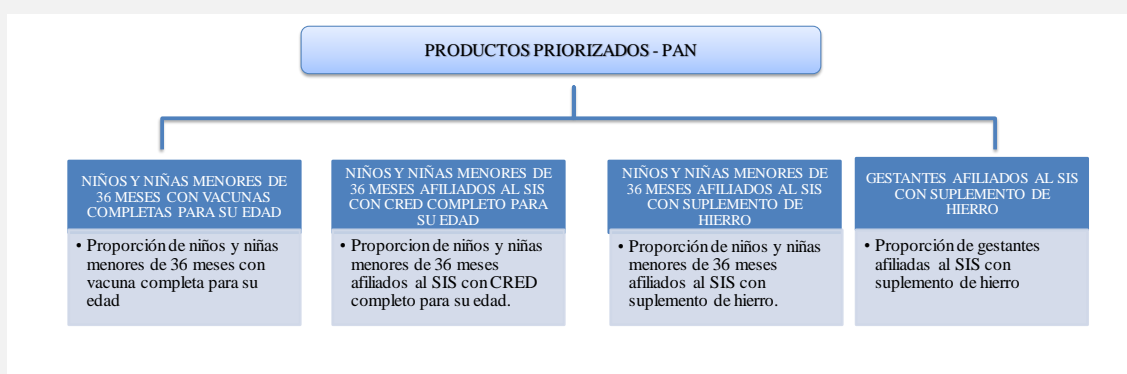 PRODUCTOS PRIORIZADOS - PAN
NIÑOS Y NIÑAS MENORES DE
36 MESES CON VACUNAS
COMPLETAS PARA SU EDAD
• Proporción de niños y niñas
menores de 36 meses con
vacuna completa para su
edad
NIÑOS Y NIÑAS MENORES DE
36 MESES AFILIADOS AL SIS
CON CRED COMPLETO PARA
SU EDAD
• Proporcion de niños y niñas
menores de 36 meses
afiliados al SIS con CRED
completo para su edad.
NIÑOS Y NIÑAS MENORES DE
36 MESES AFILIADOS AL SIS
CON SUPLEMENTO DE
HIERRO
• Proporción de niños y niñas
menores de 36 meses
afiliados al SIS con
suplemento de hierro.
GESTANTES AFILIADOS AL SIS
CON SUPLEMENTO DE
HIERRO
• Proporción de gestantes
afiliadas al SIS con
suplemento de hierro